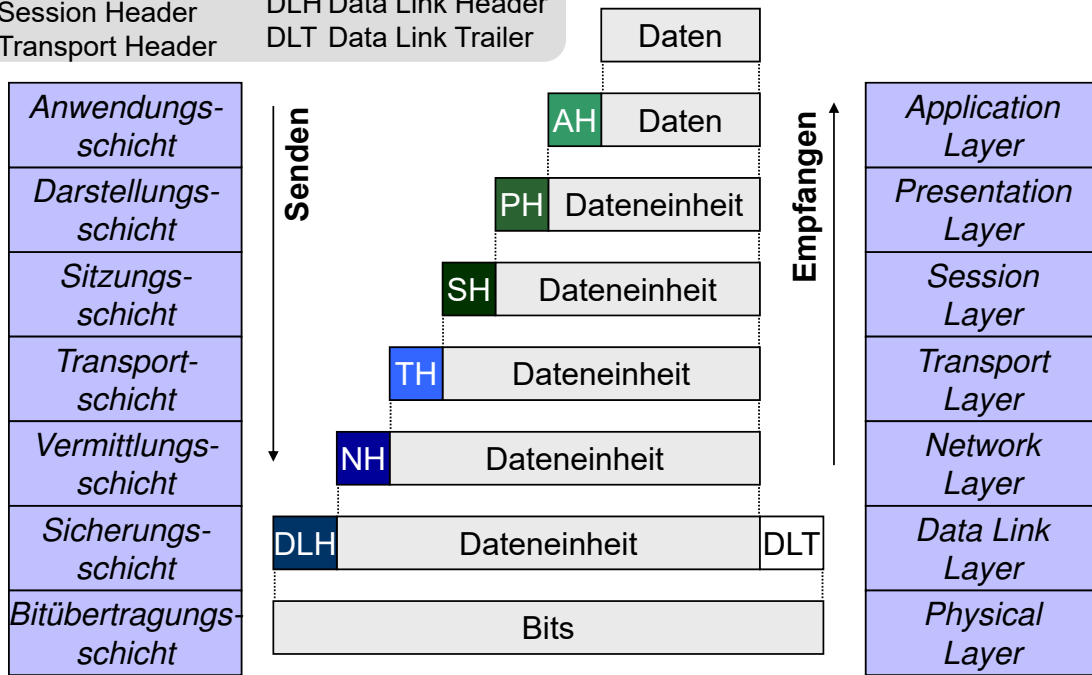 Session Header
Transport Header
DLH Data Link Header
DLT Data Link Trailer
Daten
Anwendungs-
schicht
Senden
AH
Daten
Empfangen
Application
Layer
Darstellungs-
schicht
PH
Dateneinheit
Presentation
Layer
Sitzungs-
schicht
SH
Dateneinheit
Session
Layer
Transport-
schicht
TH
Dateneinheit
Transport
Layer
Vermittlungs-
schicht
NH
Dateneinheit
Network
Layer
Sicherungs-
schicht
DLH
Dateneinheit
DLT
Data Link
Layer
Bitübertragungs-
schicht
Bits
Physical
Layer